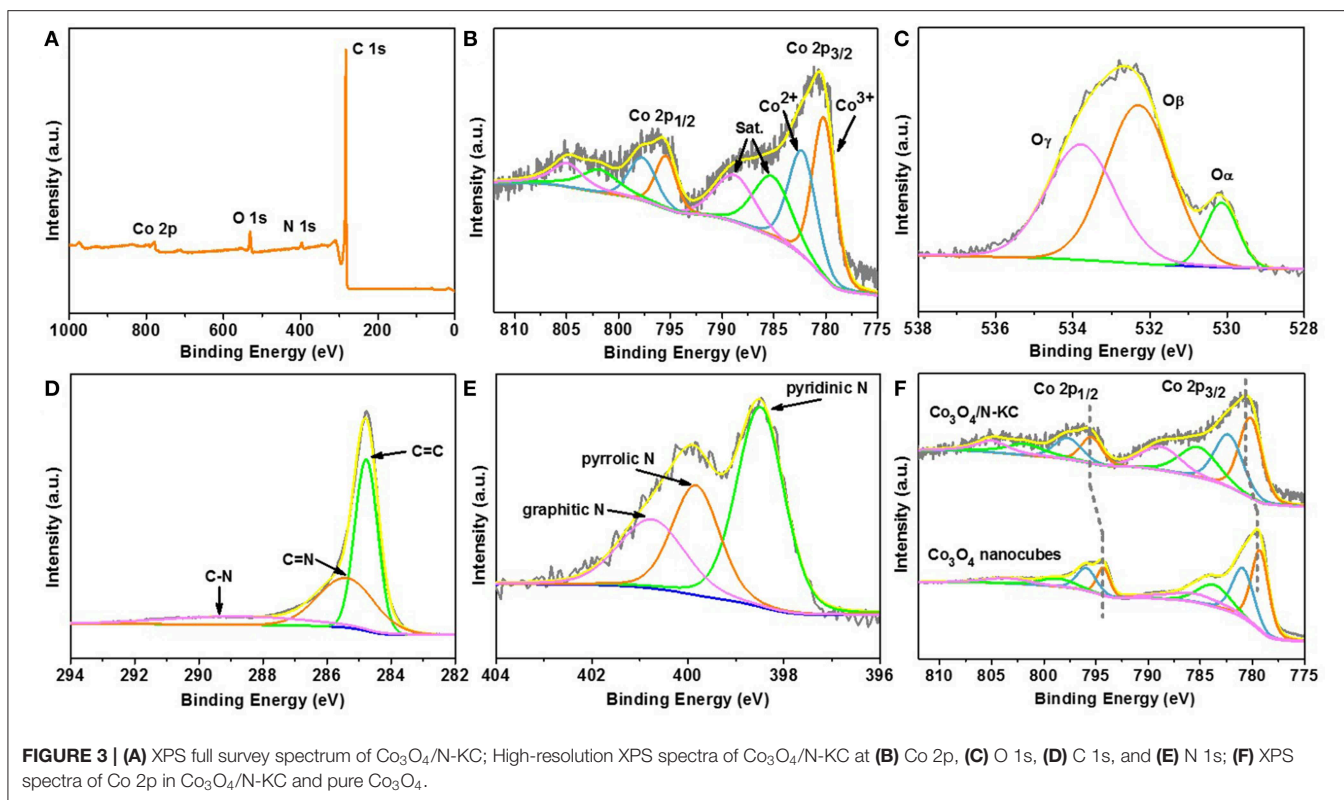 A
C 1s
Co 2p
O 1s
N 1s
Intensity (a.u.)
1000 800 600 400 200 0
Binding Energy (eV)
B
Co 2p3/2
Co2+
Co3+
Co 2p1/2
Sat.
Intensity (a.u.)
810 805 800 795 790 785 780 775
Binding Energy (eV)
C
Oβ
Oγ
Oα
Intensity (a.u.)
538 536 534 532 530 528
Binding Energy (eV)
D
C=C
C=N
C-N
Intensity (a.u.)
294 292 290 288 286 284 282
Binding Energy (eV)
E
pyridinic N
pyrrolic N
graphitic N
Intensity (a.u.)
404 402 400 398 396
Binding Energy (eV)
F
Co 2p1/2
Co 2p3/2
Co3O4/N-KC
Co3O4 nanocubes
Intensity (a.u.)
810 805 800 795 790 785 780 775
Binding Energy (eV)
FIGURE 3 | (A) XPS full survey spectrum of Co3O4/N-KC; High-resolution XPS spectra of Co3O4/N-KC at (B) Co 2p, (C) O 1s, (D) C 1s, and (E) N 1s; (F) XPS
spectra of Co 2p in Co3O4/N-KC and pure Co3O4.